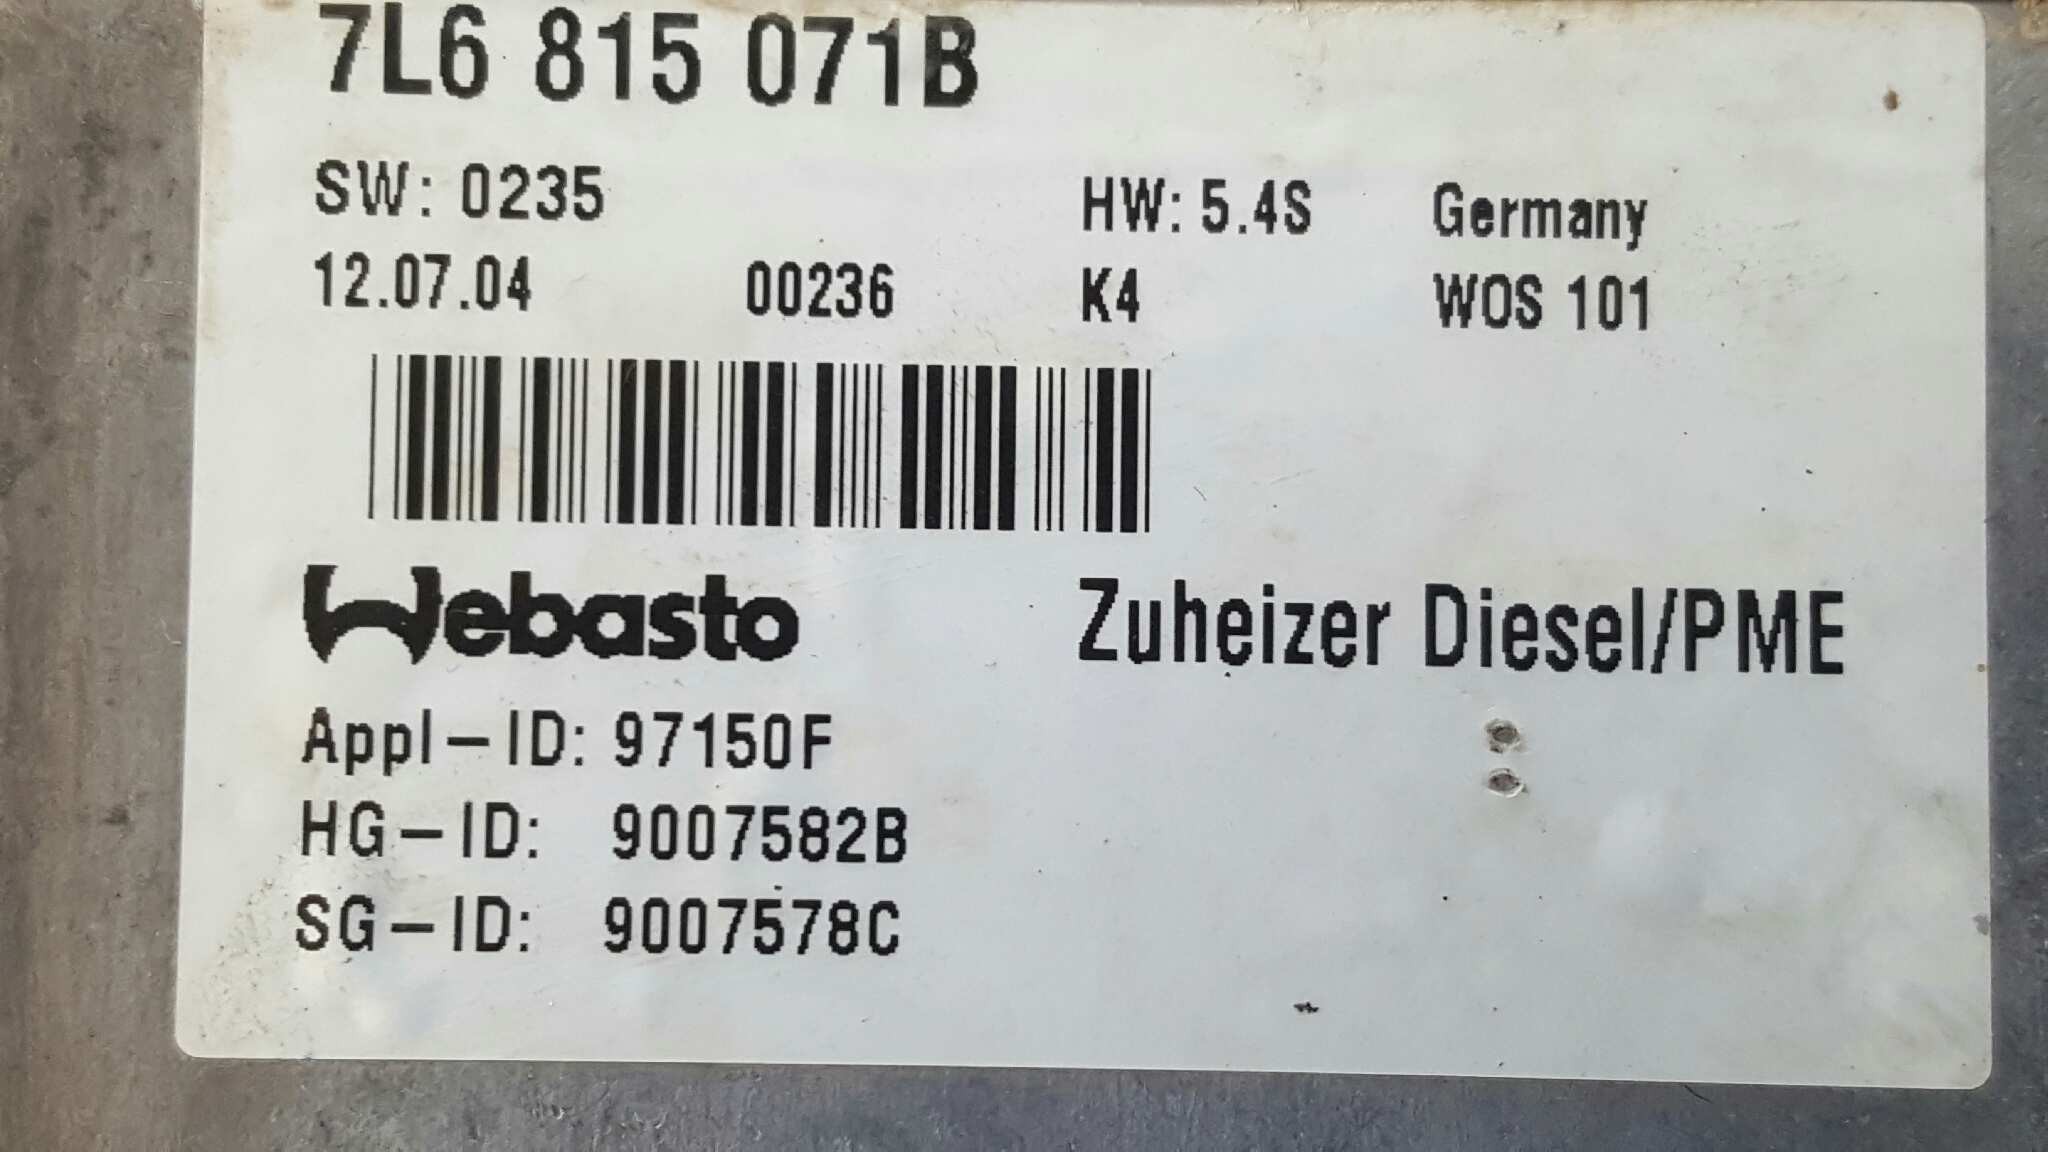 7L6 815 071B
SW: 0235 HW: 5.4S Germany
12.07.04 00236 K4 WOS 101
Webasto Zuheizer Diesel/PME
Appl-ID: 97150F
HG-ID: 9007582B
SG-ID: 9007578C